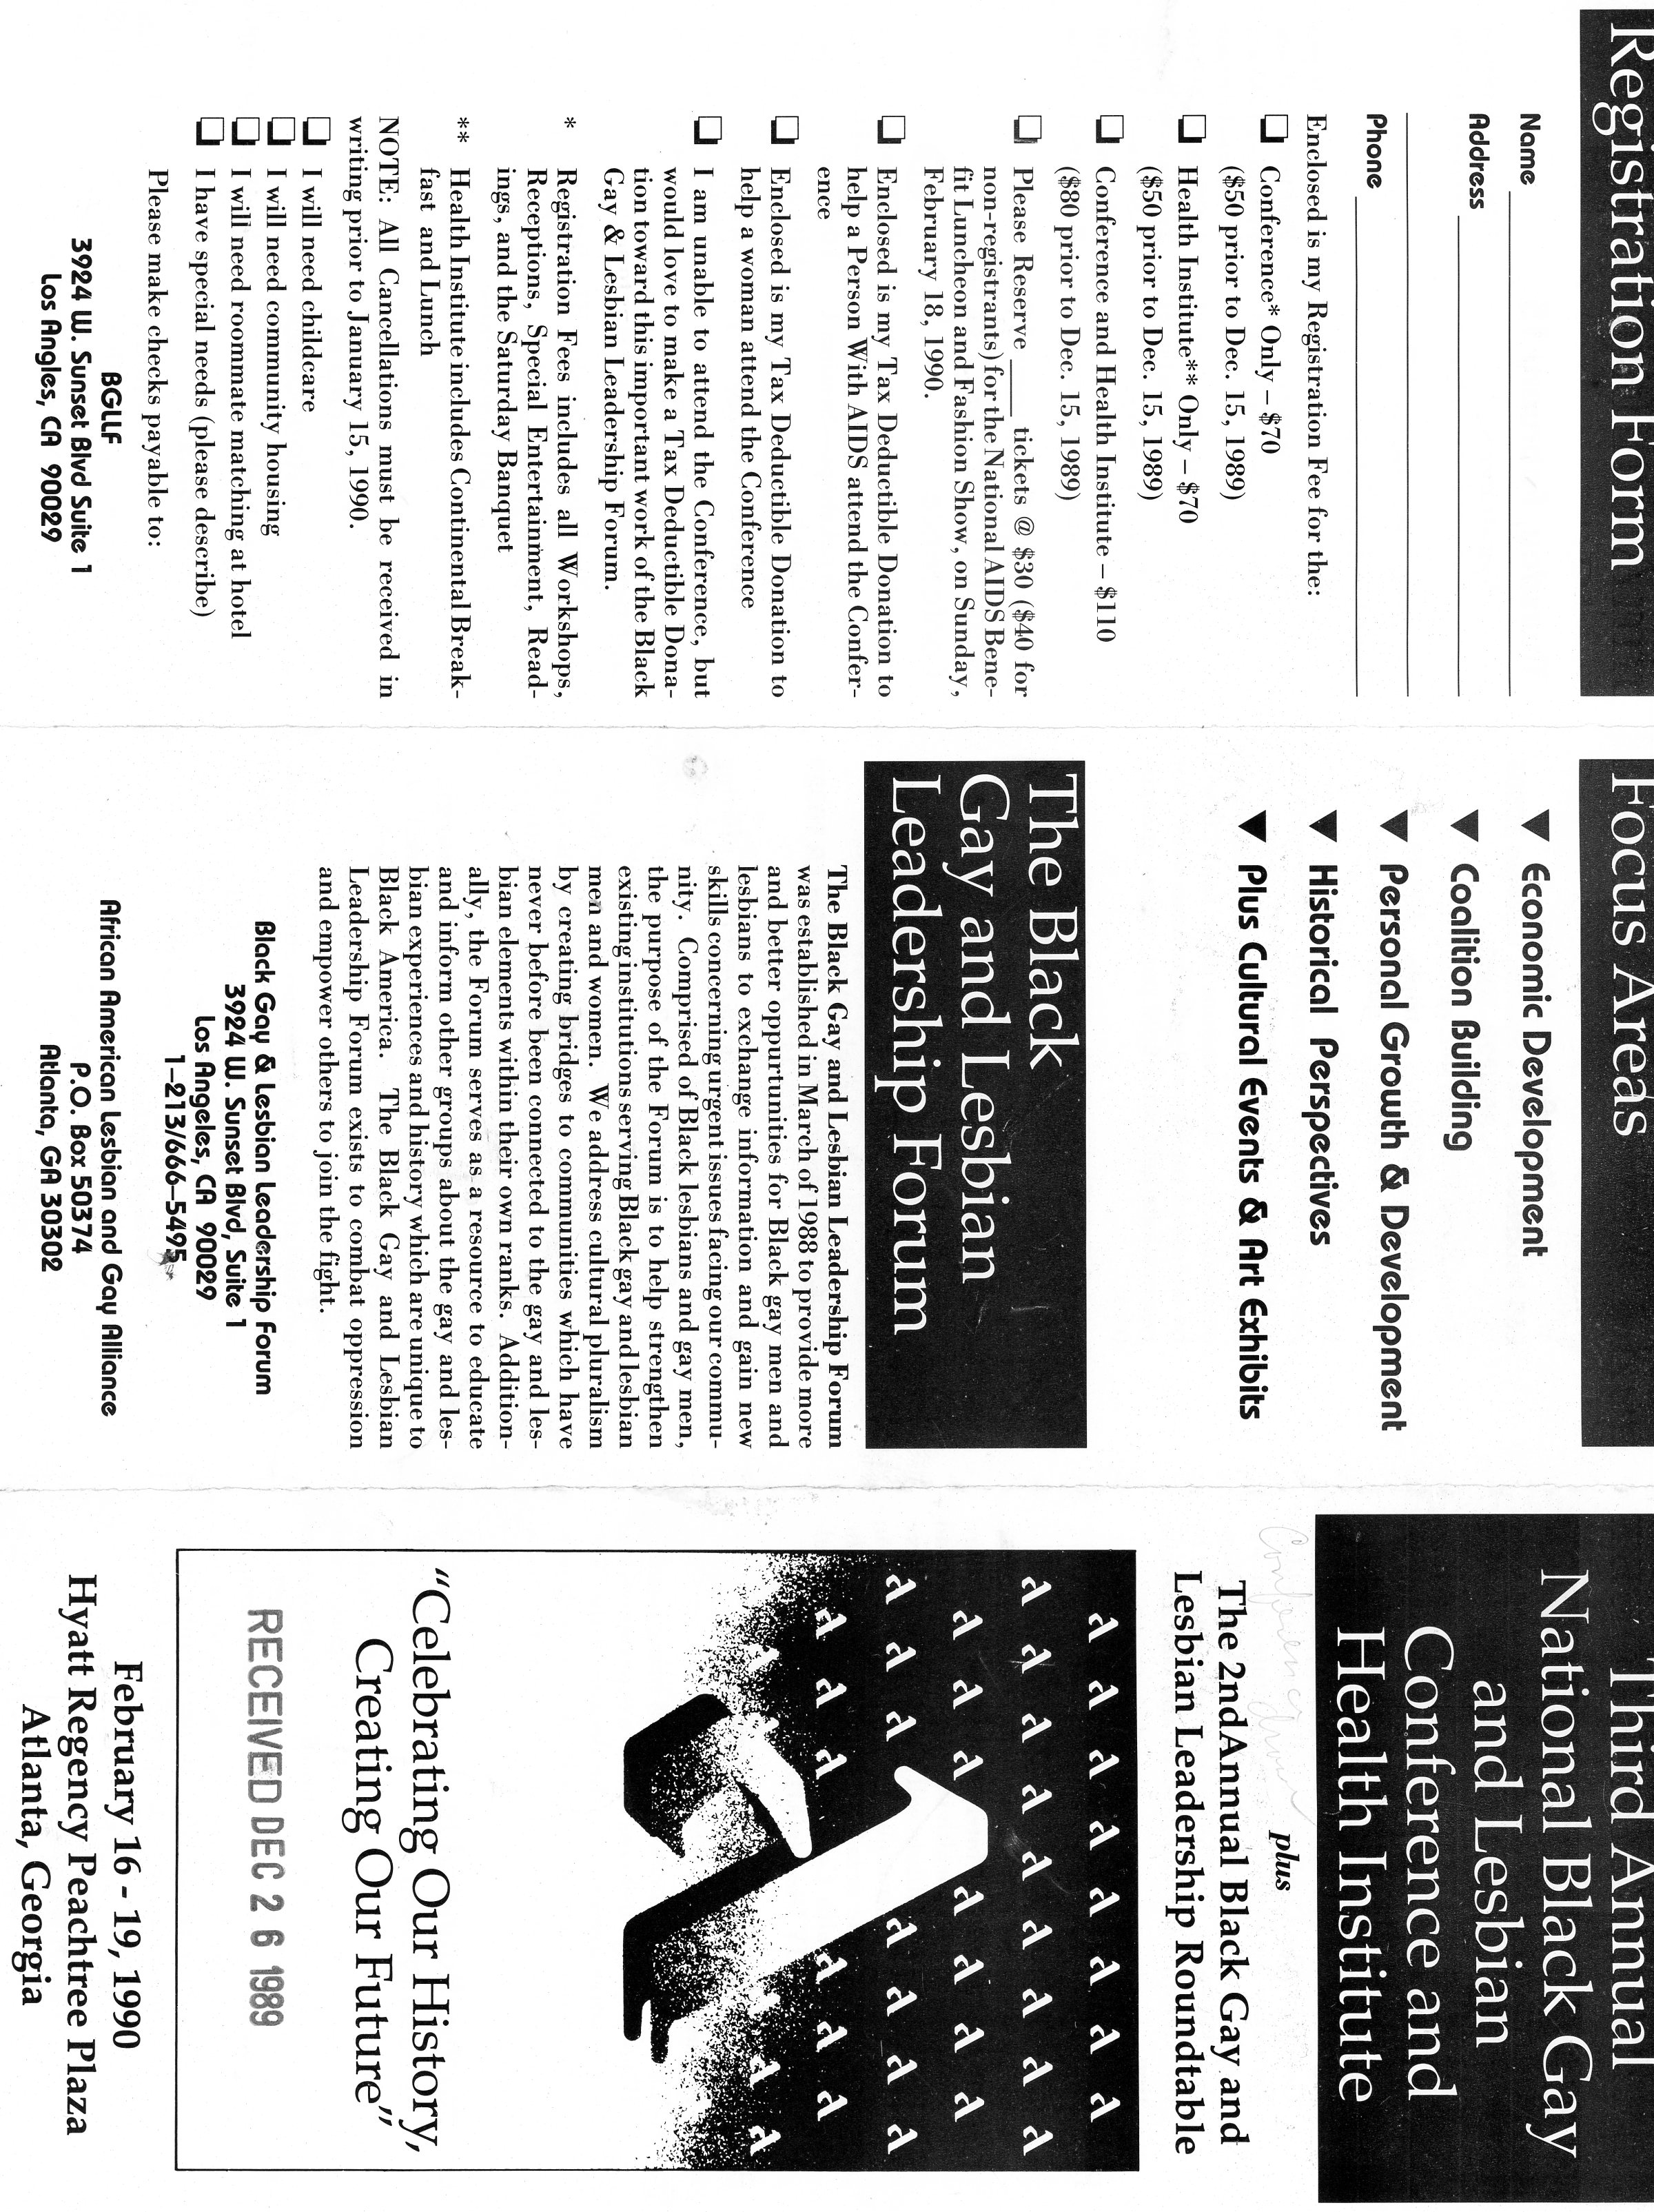 Registration Form
Name
Address
Phone
Enclosed is my Registration Fee for the:
Conference* Only – $70
($50 prior to Dec. 15, 1989)
Health Institute** Only – $70
($50 prior to Dec. 15, 1989)
Conference and Health Institute – $110
($80 prior to Dec. 15, 1989)
Please Reserve ____ tickets @ $30 ($40 for
non-registrants) for the National AIDS Bene-
fit Luncheon and Fashion Show, on Sunday,
February 18, 1990.
Enclosed is my Tax Deductible Donation to
help a Person With AIDS attend the Confer-
ence
Enclosed is my Tax Deductible Donation to
help a woman attend the Conference
I am unable to attend the Conference, but
would love to make a Tax Deductible Dona-
tion toward this important work of the Black
Gay & Lesbian Leadership Forum.
* Registration Fees includes all Workshops,
Receptions, Special Entertainment, Read-
ings, and the Saturday Banquet
** Health Institute includes Continental Break-
fast and Lunch
NOTE: All Cancellations must be received in
writing prior to January 15, 1990.
I will need childcare
I will need community housing
I will need roommate matching at hotel
I have special needs (please describe)
Please make checks payable to:
BGLLF
3924 W. Sunset Blvd Suite 1
Los Angles, CA 90029
Focus Areas
▼ Economic Development
▼ Coalition Building
▼ Personal Growth & Development
▼ Historical Perspectives
▼ Plus Cultural Events & Art Exhibits
The Black
Gay and Lesbian
Leadership Forum
The Black Gay and Lesbian Leadership Forum
was established in March of 1988 to provide more
and better oppurtunities for Black gay men and
lesbians to exchange information and gain new
skills concerning urgent issues facing our commu-
nity. Comprised of Black lesbians and gay men,
the purpose of the Forum is to help strengthen
existing institutions serving Black gay and lesbian
men and women. We address cultural pluralism
by creating bridges to communities which have
never before been connected to the gay and les-
bian elements within their own ranks. Addition-
ally, the Forum serves as a resource to educate
and inform other groups about the gay and les-
bian experiences and history which are unique to
Black America. The Black Gay and Lesbian
Leadership Forum exists to combat oppression
and empower others to join the fight.
Black Gay & Lesbian Leadership Forum
3924 W. Sunset Blvd, Suite 1
Los Angeles, CA 90029
1–213/666–5495
African American Lesbian and Gay Alliance
P.O. Box 50374
Atlanta, GA 30302
Third Annual
National Black Gay
and Lesbian
Conference and
Health Institute
Conference
plus
The 2ndAnnual Black Gay and
Lesbian Leadership Roundtable
“Celebrating Our History,
Creating Our Future”
RECEIVED DEC 26 1989
February 16 - 19, 1990
Hyatt Regency Peachtree Plaza
Atlanta, Georgia